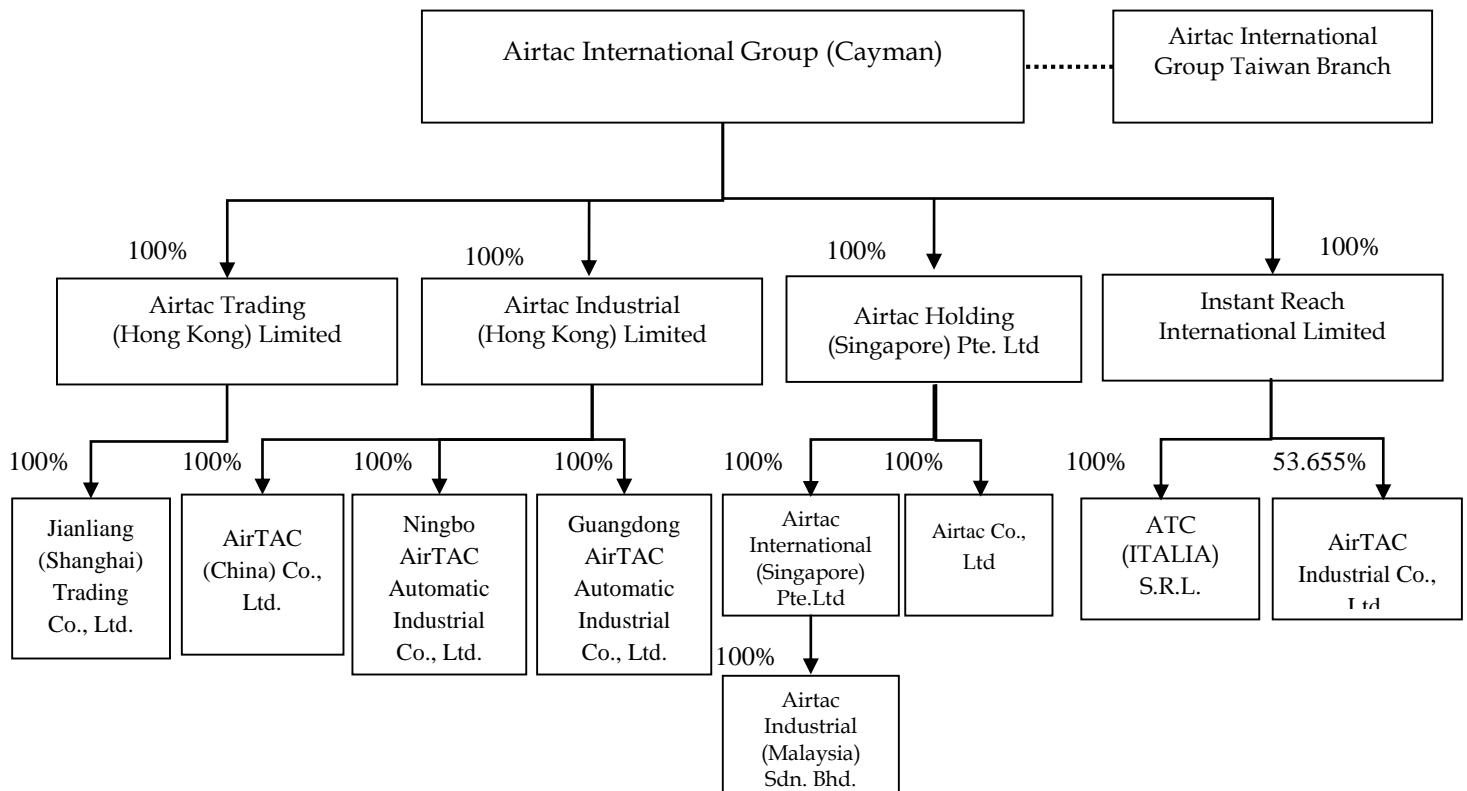 Airtac International Group (Cayman)
Airtac International
Group Taiwan Branch
100%
100%
100%
100%
Airtac Trading
(Hong Kong) Limited
Airtac Industrial
(Hong Kong) Limited
Airtac Holding
(Singapore) Pte. Ltd
Instant Reach
International Limited
100%
100%
100%
100%
100%
100%
100%
53.655%
Jianliang
(Shanghai)
Trading
Co., Ltd.
AirTAC
(China) Co.,
Ltd.
Ningbo
AirTAC
Automatic
Industrial
Co., Ltd.
Guangdong
AirTAC
Automatic
Industrial
Co., Ltd.
Airtac
International
(Singapore)
Pte.Ltd
Airtac Co.,
Ltd
ATC
(ITALIA)
S.R.L.
AirTAC
Industrial Co.,
Ltd
100%
Airtac
Industrial
(Malaysia)
Sdn. Bhd.